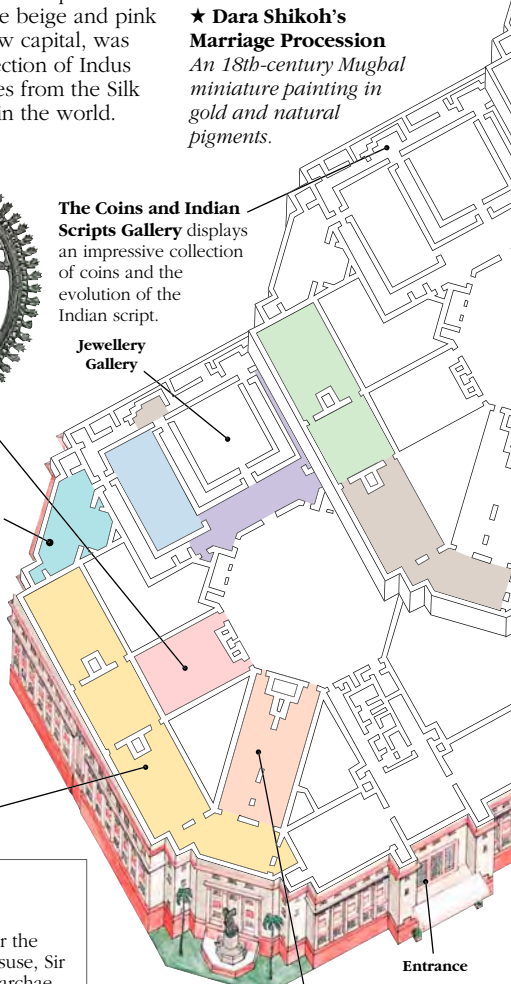 e beige and pink
w capital, was
ection of Indus
es from the Silk
in the world.
★ Dara Shikoh's
Marriage Procession
An 18th-century Mughal
miniature painting in
gold and natural
pigments.
The Coins and Indian
Scripts Gallery displays
an impressive collection
of coins and the
evolution of the
Indian script.
Jewellery
Gallery
r the
suse, Sir
archae
Entrance